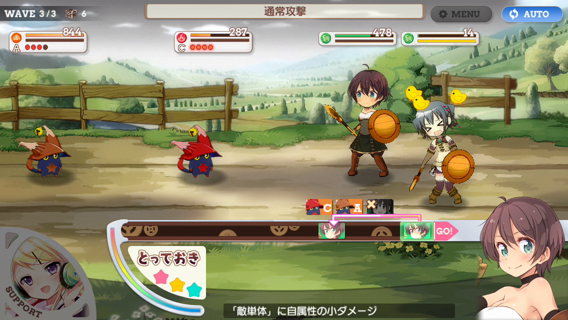 WAVE 3/3 6
通常攻撃
MENU
AUTO
844
A
287
C
478
14
C A
GO!
とっておき
SUPPORT
「敵単体」に自属性の小ダメージ